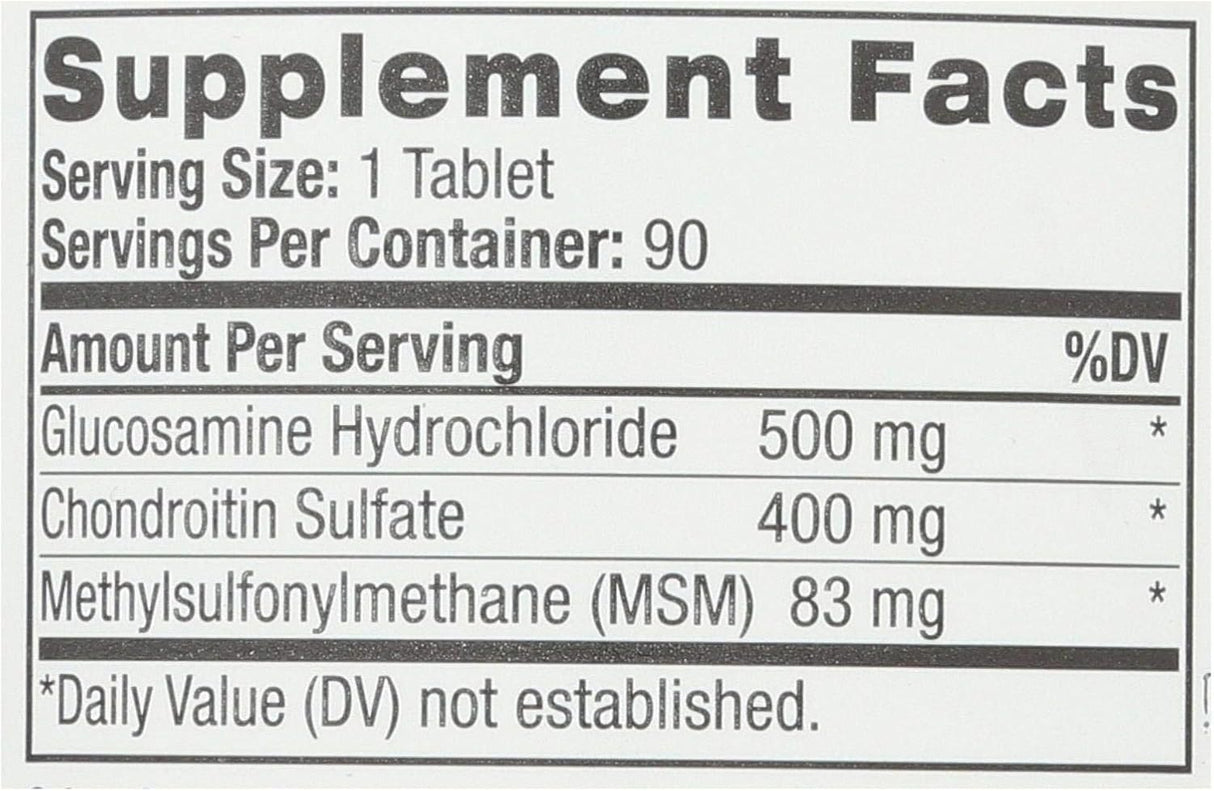 Supplement Facts
Serving Size: 1 Tablet
Servings Per Container: 90
Amount Per Serving %DV
Glucosamine Hydrochloride 500 mg *
Chondroitin Sulfate 400 mg *
Methylsulfonylmethane (MSM) 83 mg *
*Daily Value (DV) not established.